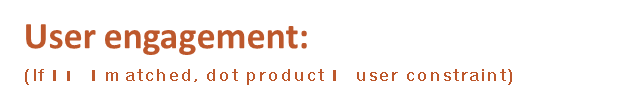 User engagement:
(If matched, dot product user constraint)